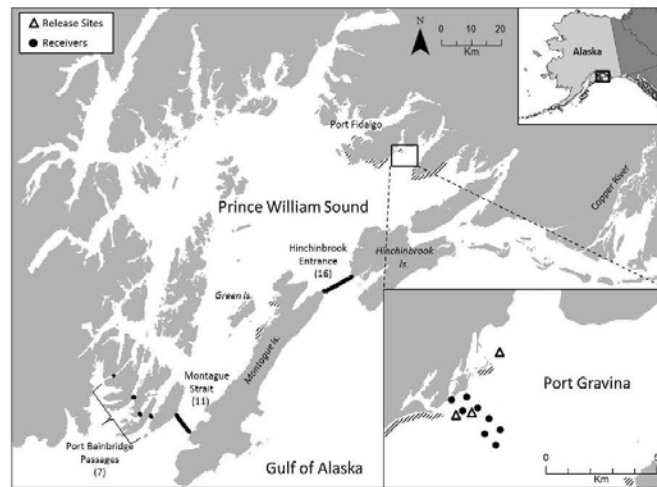 Release Sites
Receivers
N
0 10 20
Km
Alaska
Port Fidalgo
Copper River
Prince William Sound
Hinchinbrook
Entrance
(16)
Hinchinbrook
Is.
Green Is.
Montague Is.
Montague
Strait
(11)
Port Bainbridge
Passages
(7)
Gulf of Alaska
Port Gravina
Km